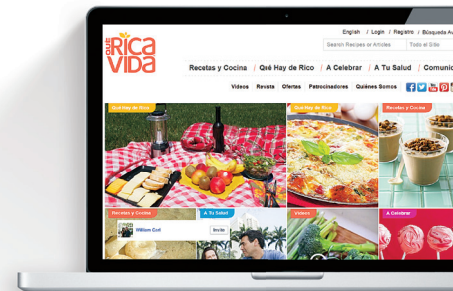 English / Login / Registro / Búsqueda Av
QUÉ RICA VIDA
Search Recipes or Articles Todo el Sitio
Recetas y Cocina / Qué Hay de Rico / A Celebrar / A Tu Salud / Comunid
Videos Revista Ofertas Patrocinadores Quiénes Somos
Qué Hay de Rico
Qué Hay de Rico
Recetas y Cocina
Recetas y Cocina
A Tu Salud
Videos
A Celebrar
William Gort
Invite